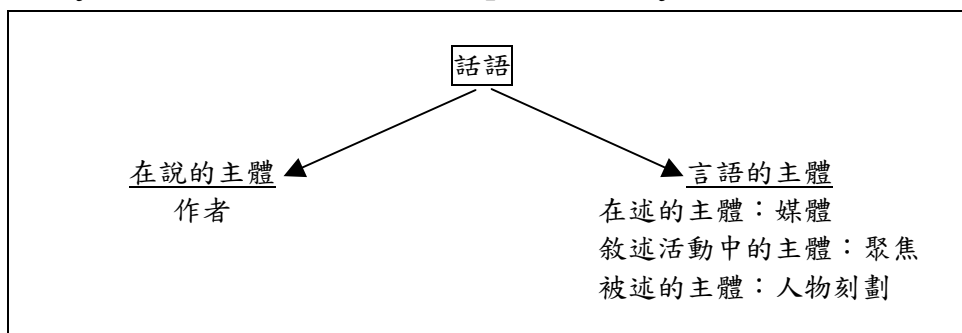 話語
在說的主體
作者
言語的主體
在述的主體：媒體
敘述活動中的主體：聚焦
被述的主體：人物刻劃